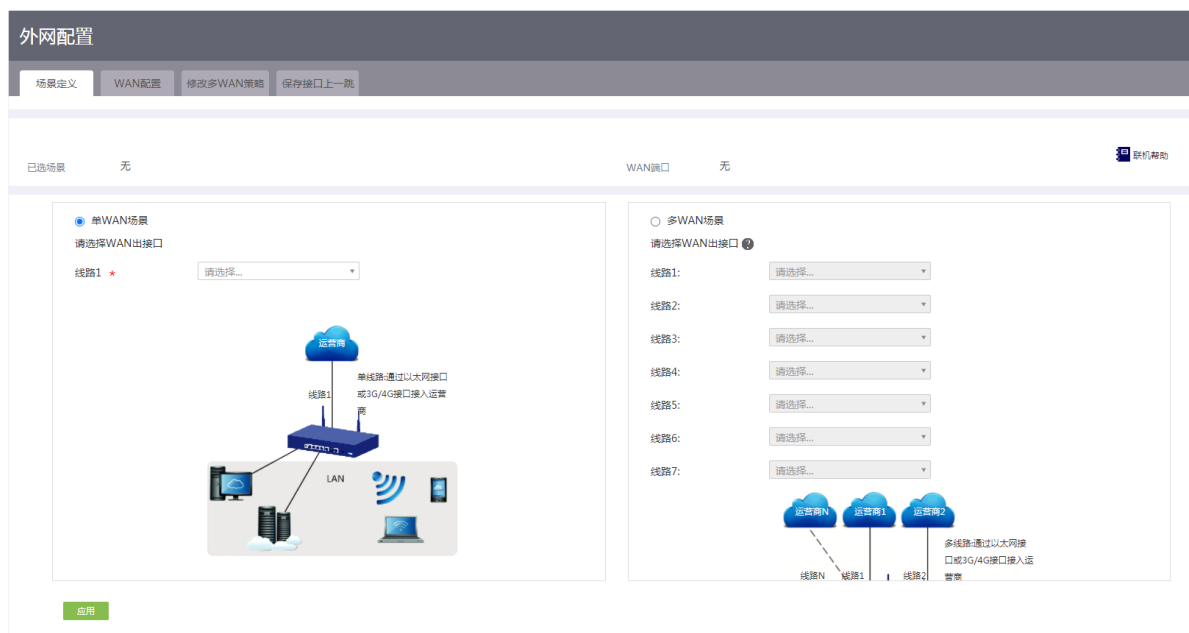 外网配置
场景定义 WAN配置 修改多WAN策略 保存接口上一跳
联机帮助
已选场景 无 WAN端口 无
单WAN场景
请选择WAN出接口
线路1 * 请选择...
运营商
单线路:通过以太网接口
线路1 或3G/4G接口接入运营
商
LAN
多WAN场景
请选择WAN出接口 ?
线路1: 请选择...
线路2: 请选择...
线路3: 请选择...
线路4: 请选择...
线路5: 请选择...
线路6: 请选择...
线路7: 请选择...
运营商N 运营商1 运营商2
多线路:通过以太网接
口或3G/4G接口接入运
线路N 线路1 线路2 营商
应用